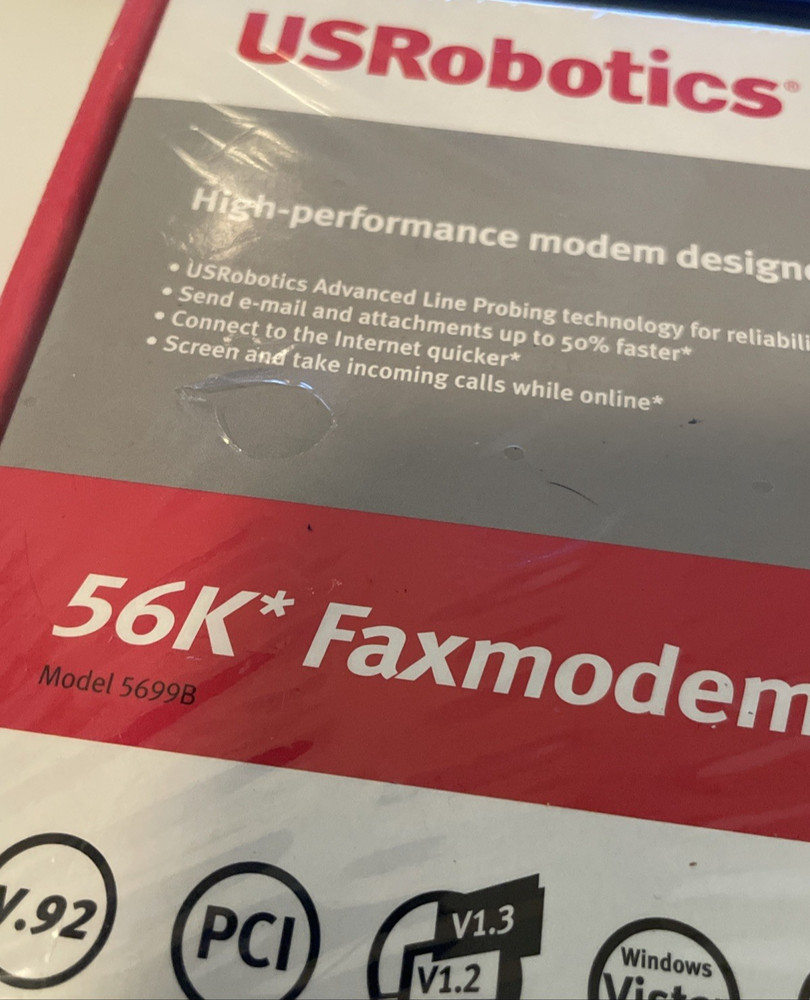 USRobotics®
High-performance modem designe
• USRobotics Advanced Line Probing technology for reliabili
• Send e-mail and attachments up to 50% faster*
• Connect to the Internet quicker*
• Screen and take incoming calls while online*
56K* Faxmodem
Model 5699B
V.92
PCI
V1.3
V1.2
Windows
Vista